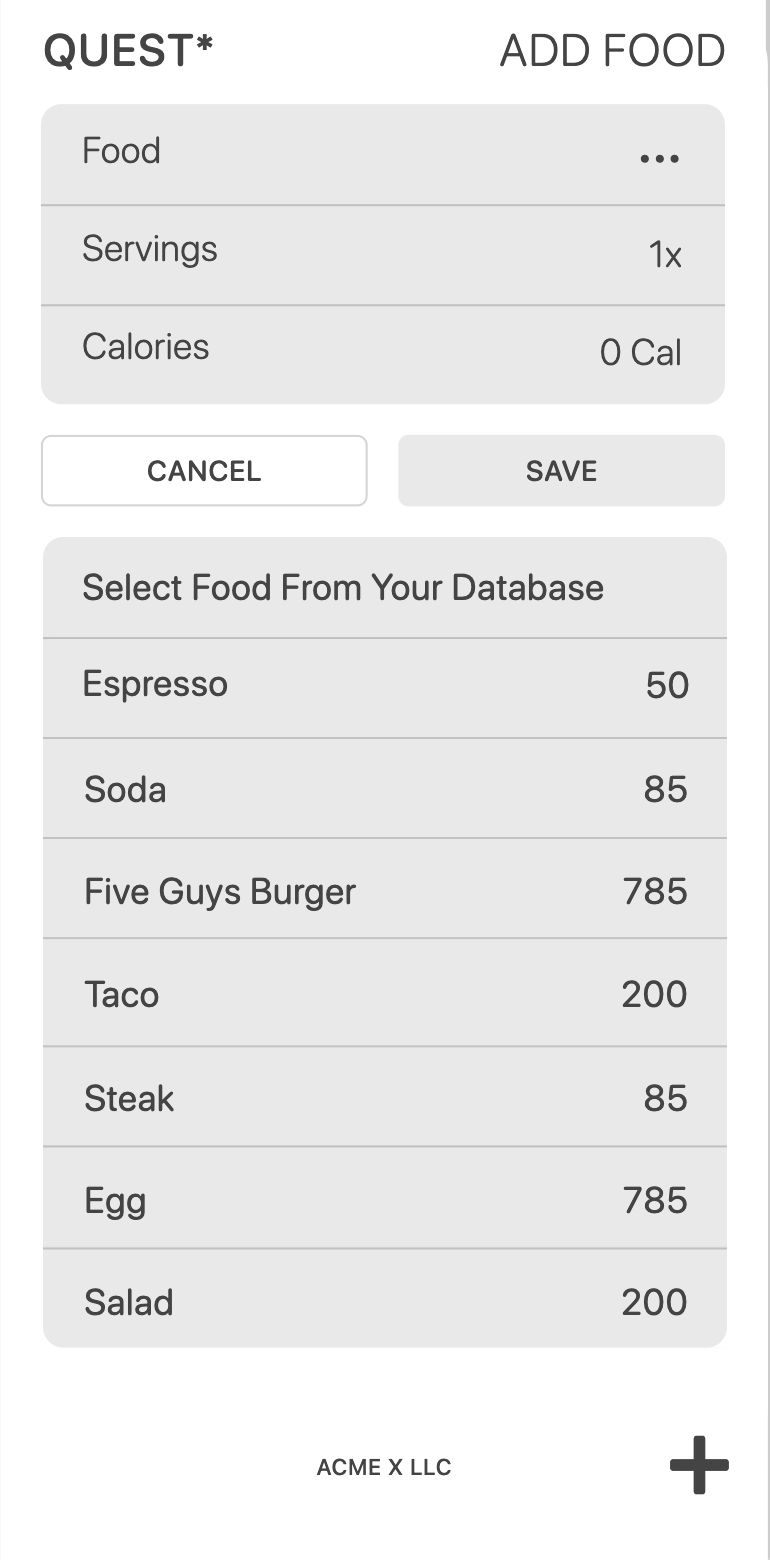 QUEST* ADD FOOD
Food •••
Servings 1x
Calories 0 Cal
CANCEL SAVE
Select Food From Your Database
Espresso 50
Soda 85
Five Guys Burger 785
Taco 200
Steak 85
Egg 785
Salad 200
ACME X LLC